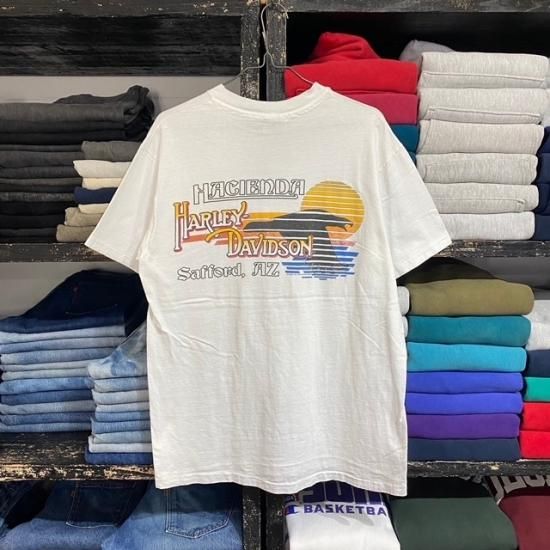 HACIENDA
HARLEY-
DAVIDSON
Safford, AZ
BASKETBA